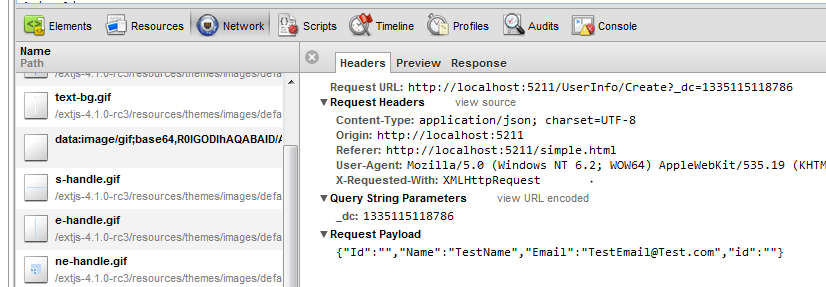 Elements Resources Network Scripts Timeline Profiles Audits Console
Name
Path
Headers Preview Response
/extjs-4.1.0-rc3/resources/themes/images/defa
text-bg.gif
/extjs-4.1.0-rc3/resources/themes/images/defa
data:image/gif;base64,R0lGODlhAQABAID/A
s-handle.gif
/extjs-4.1.0-rc3/resources/themes/images/defa
e-handle.gif
/extjs-4.1.0-rc3/resources/themes/images/defa
ne-handle.gif
/extjs-4.1.0-rc3/resources/themes/images/defa
Request URL: http://localhost:5211/UserInfo/Create?_dc=1335115118786
Request Headers view source
Content-Type: application/json; charset=UTF-8
Origin: http://localhost:5211
Referer: http://localhost:5211/simple.html
User-Agent: Mozilla/5.0 (Windows NT 6.2; WOW64) AppleWebKit/535.19 (KHTM
X-Requested-With: XMLHttpRequest
Query String Parameters view URL encoded
_dc: 1335115118786
Request Payload
{"Id":"","Name":"TestName","Email":"TestEmail@Test.com","id":""}